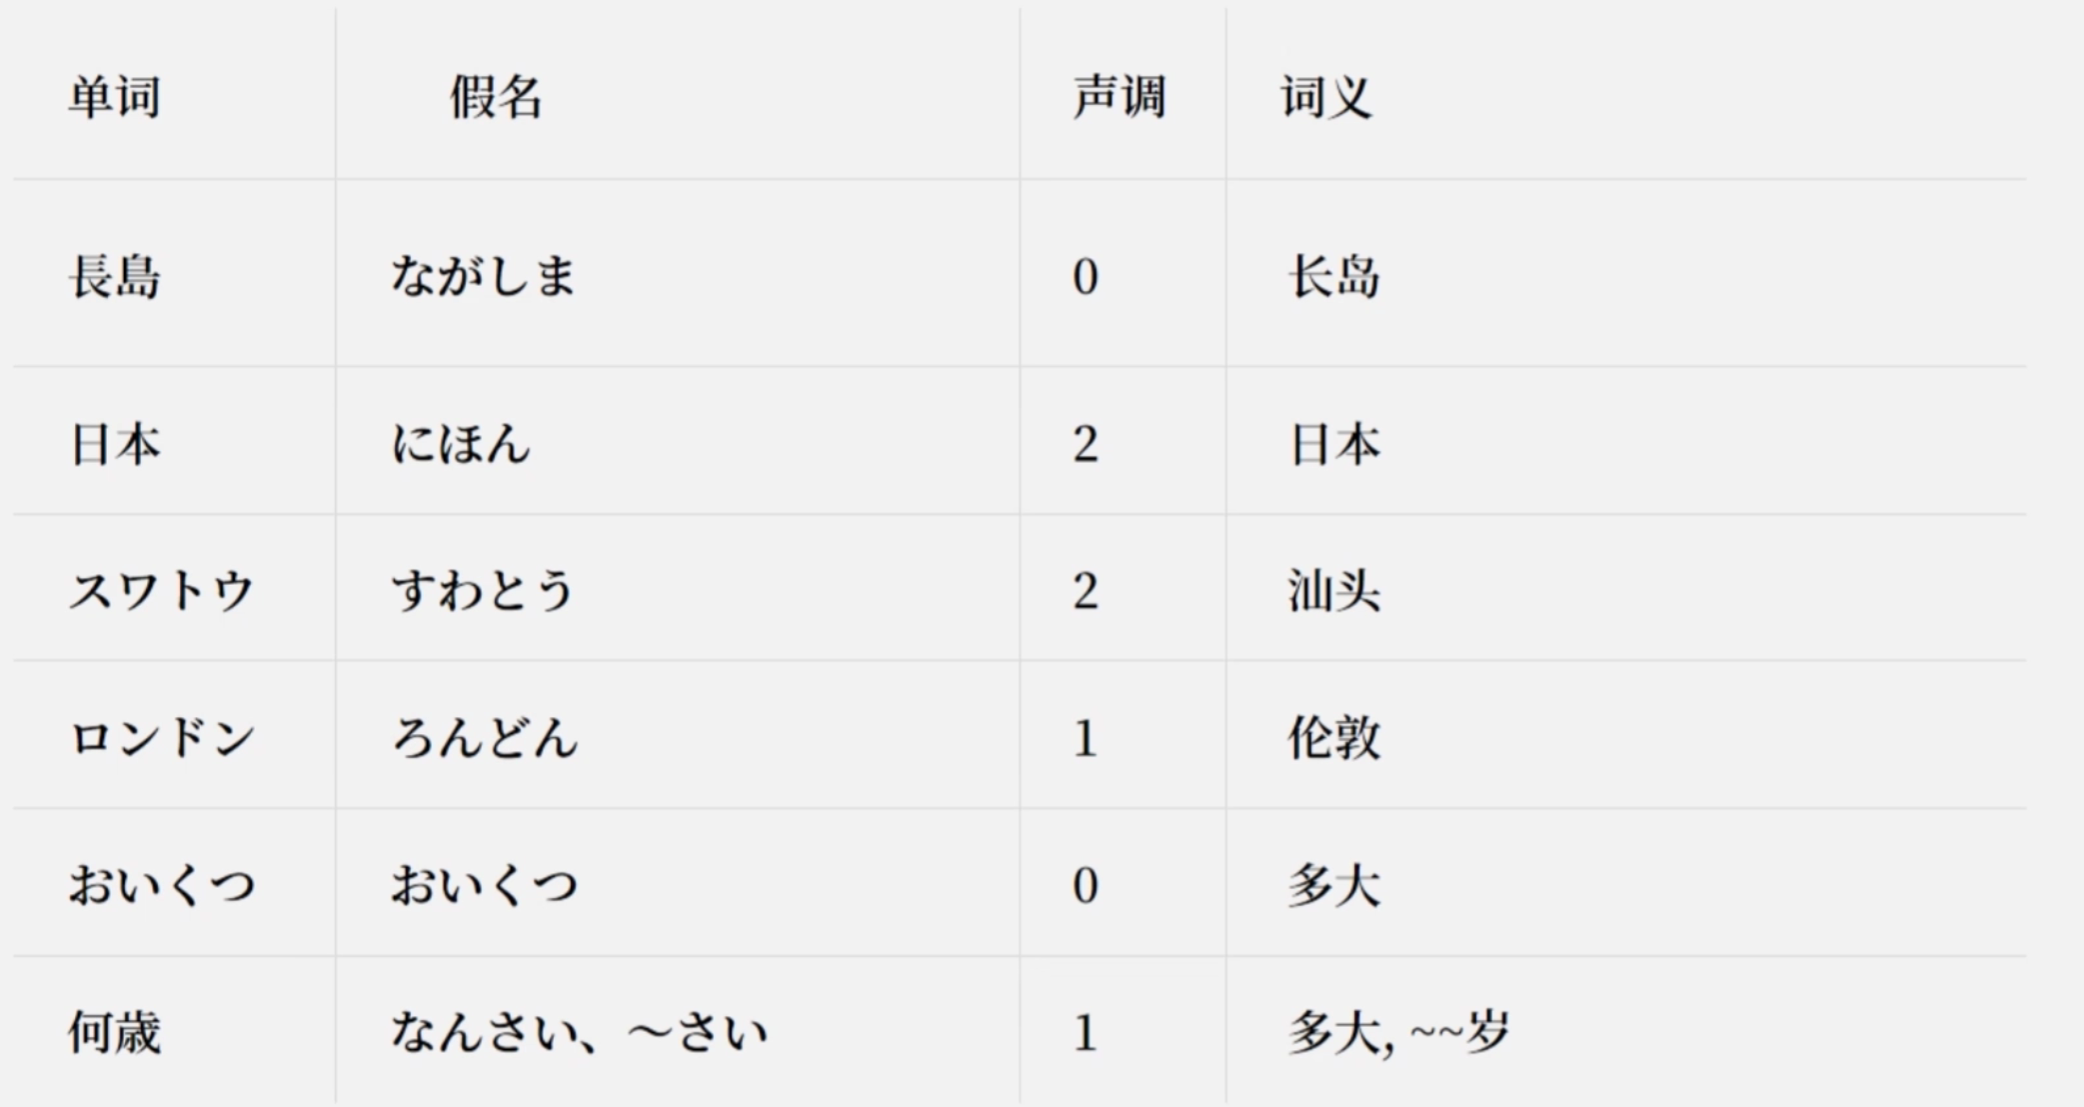 单词 假名 声调 词义
長島 ながしま 0 长岛
日本 にほん 2 日本
スワトウ すわとう 2 汕头
ロンドン ろんどん 1 伦敦
おいくつ おいくつ 0 多大
何歳 なんさい、～さい 1 多大, ~~岁